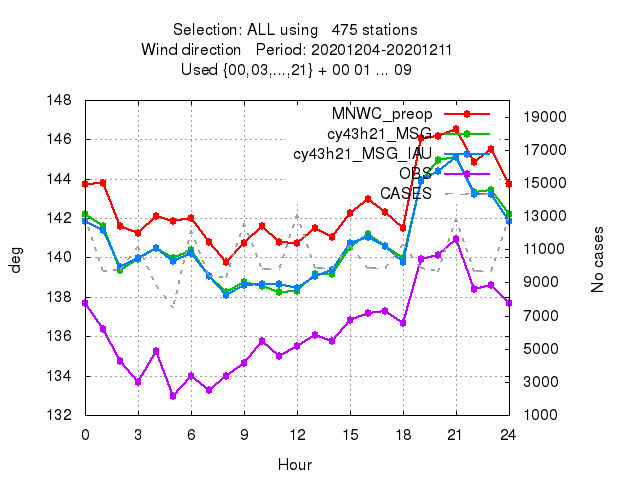 Selection: ALL using   475 stations
Wind direction   Period: 20201204-20201211
Used {00,03,...,21} + 00 01 ... 09
MNWC_preop
cy43h21_MSG
cy43h21_MSG_IAU
OBS
CASES
148
146
144
142
140
138
136
134
132
deg
19000
17000
15000
13000
11000
9000
7000
5000
3000
1000
No cases
0 3 6 9 12 15 18 21 24
Hour